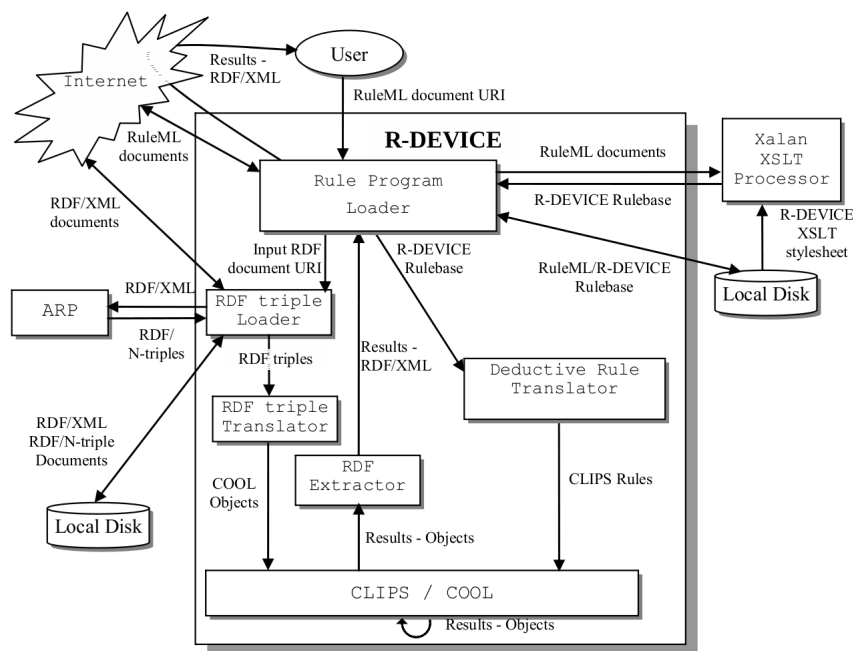 Results -
RDF/XML
User
Internet
RuleML document URI
RuleML
documents
R-DEVICE
Rule Program
Loader
RuleML documents
Xalan
XSLT
Processor
R-DEVICE Rulebase
RDF/XML
documents
R-DEVICE
XSLT
stylesheet
Input RDF
document URI
R-DEVICE
Rulebase
RuleML/R-DEVICE
Rulebase
Local Disk
RDF/XML
ARP
RDF triple
Loader
RDF/
N-triples
RDF triples
Results -
RDF/XML
Deductive Rule
Translator
RDF triple
Translator
RDF/XML
RDF/N-triple
Documents
COOL
Objects
RDF
Extractor
CLIPS Rules
Local Disk
Results - Objects
CLIPS / COOL
Results - Objects